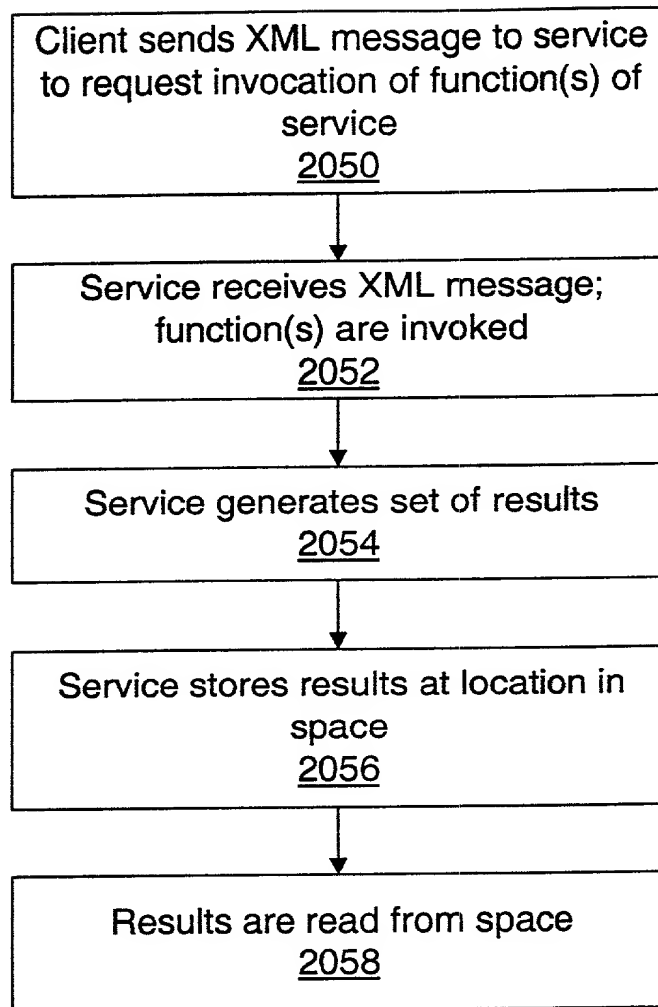 Client sends XML message to service
to request invocation of function(s) of
service
2050
Service receives XML message;
function(s) are invoked
2052
Service generates set of results
2054
Service stores results at location in
space
2056
Results are read from space
2058